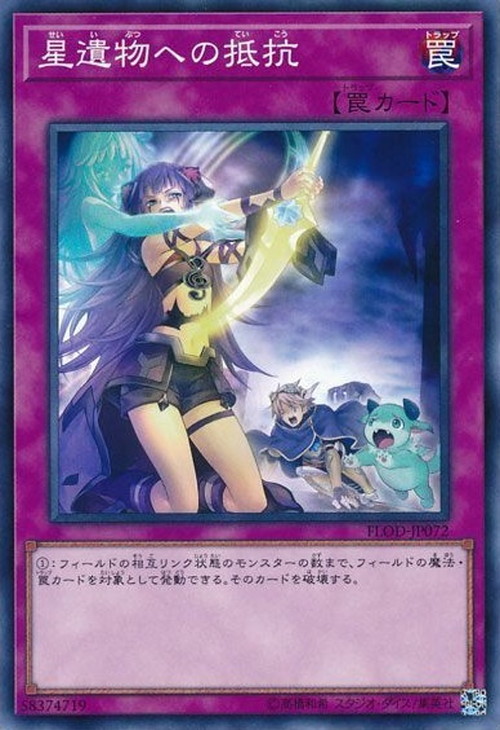 星遺物への抵抗
罠
【罠カード】
FLOD-JP072
①:フィールドの相互リンク状態のモンスターの数まで、フィールドの魔法・
罠カードを対象として発動できる。そのカードを破壊する。
58374719
©高橋和希 スタジオ・ダイス/集英社